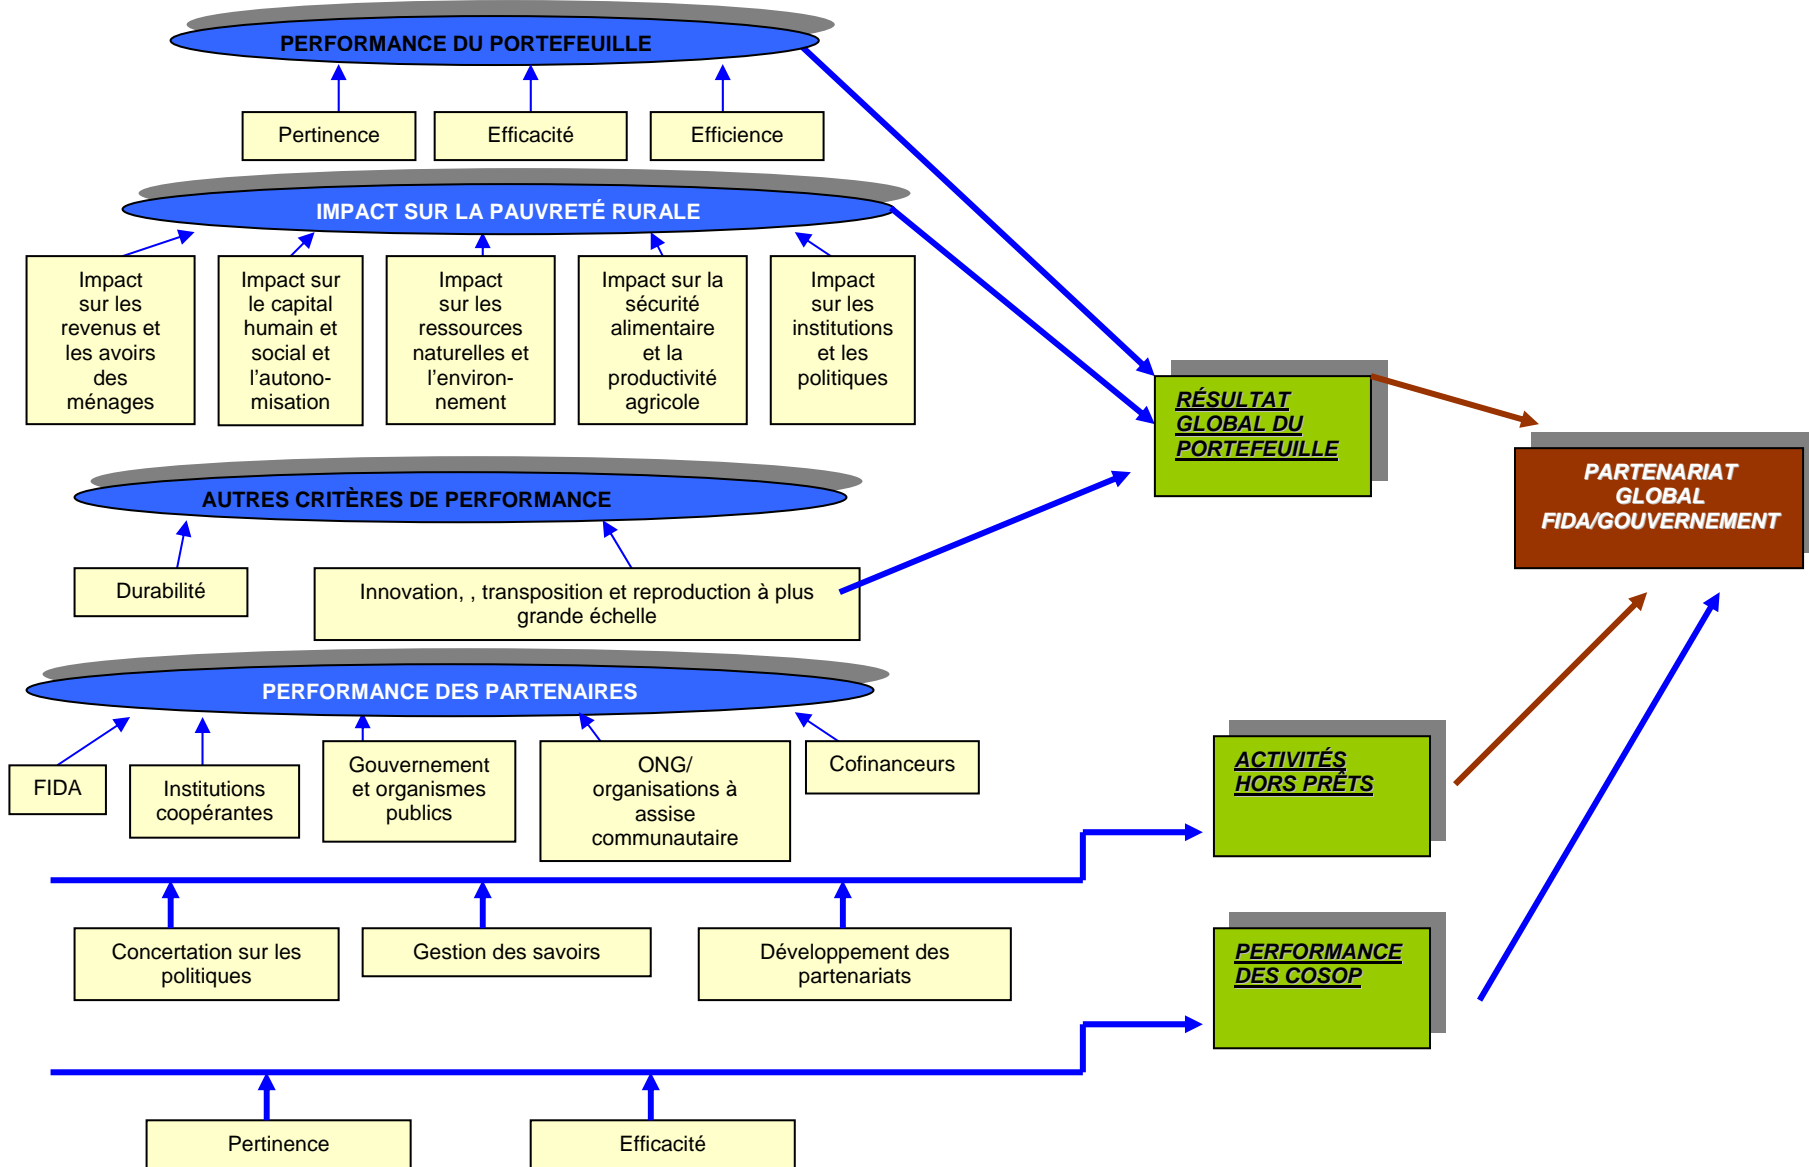 PERFORMANCE DU PORTEFEUILLE
Pertinence
Efficacité
Efficience
IMPACT SUR LA PAUVRETÉ RURALE
Impact
sur les
revenus et
les avoirs
des
ménages
Impact sur
le capital
humain et
social et
l’autono-
misation
Impact
sur les
ressources
naturelles et
l’environ-
nement
Impact sur la
sécurité
alimentaire
et la
productivité
agricole
Impact
sur les
institutions
et les
politiques
RÉSULTAT
GLOBAL DU
PORTEFEUILLE
PARTENARIAT
GLOBAL
FIDA/GOUVERNEMENT
AUTRES CRITÈRES DE PERFORMANCE
Durabilité
Innovation, , transposition et reproduction à plus
grande échelle
PERFORMANCE DES PARTENAIRES
FIDA
Institutions
coopérantes
Gouvernement
et organismes
publics
ONG/
organisations à
assise
communautaire
Cofinanceurs
ACTIVITÉS
HORS PRÊTS
Concertation sur les
politiques
Gestion des savoirs
Développement des
partenariats
PERFORMANCE
DES COSOP
Pertinence
Efficacité